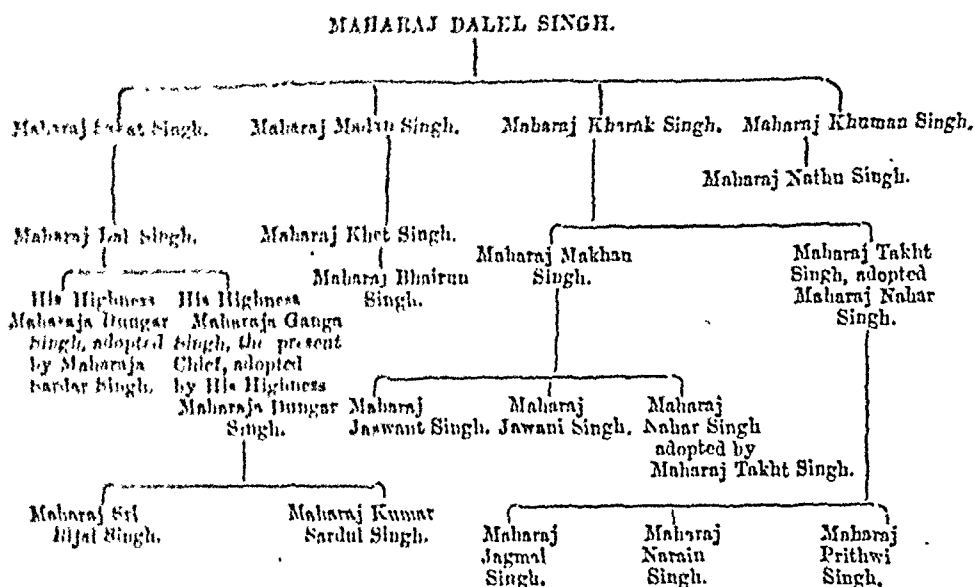 MAHARAJ DALEL SINGH.
Maharaj Sakat Singh. Maharaj Madan Singh. Maharaj Kharak Singh. Maharaj Khuman Singh.
Maharaj Nathu Singh.
Maharaj Lal Singh. Maharaj Khet Singh.
Maharaj Makhan
Singh.
Maharaj Takht
Singh, adopted
Maharaj Nahar
Singh.
Maharaj Bhairun
Singh.
His Highness
Maharaja Dungar
Singh, adopted
by Maharaja
Sardar Singh.
His Highness
Maharaja Ganga
Singh, the present
Chief, adopted
by His Highness
Maharaja Dungar
Singh.
Maharaj
Jaswant Singh.
Maharaj
Jawani Singh.
Maharaj
Nahar Singh
adopted by
Maharaj Takht Singh.
Maharaj Sri
Bijai Singh.
Maharaj Kumar
Sardul Singh.
Maharaj
Jagmal
Singh.
Maharaj
Narain
Singh.
Maharaj
Prithwi
Singh.